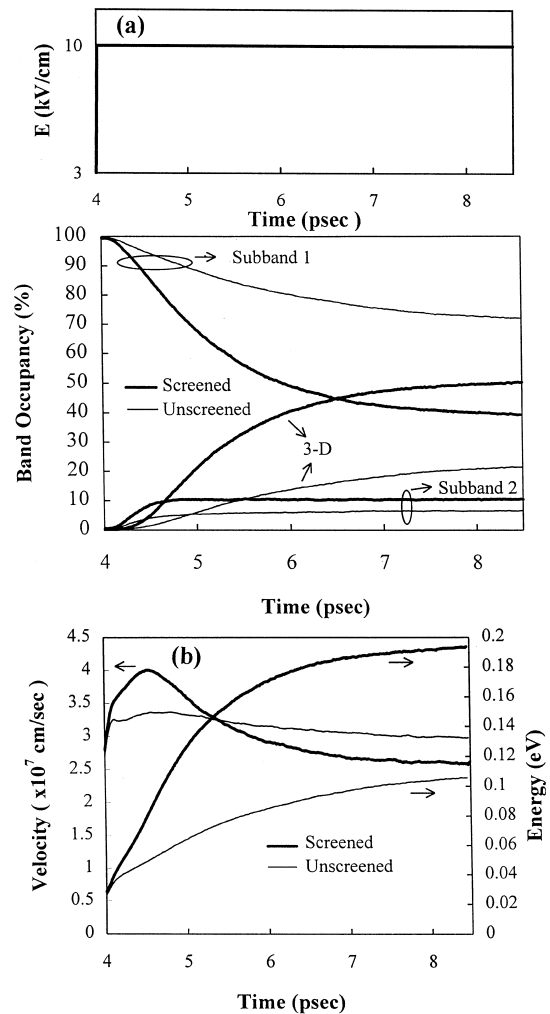 (a)
E (kV/cm)
10
3
4 5 6 7 8
Time (psec )
Band Occupancy (%)
100
90
80
70
60
50
40
30
20
10
0
Subband 1
Screened
Unscreened
3-D
Subband 2
4 5 6 7 8
Time (psec)
(b)
Velocity ( x10⁷ cm/sec)
4.5
4
3.5
3
2.5
2
1.5
1
0.5
0
Energy (eV)
0.2
0.18
0.16
0.14
0.12
0.1
0.08
0.06
0.04
0.02
0
Screened
Unscreened
4 5 6 7 8
Time (psec)